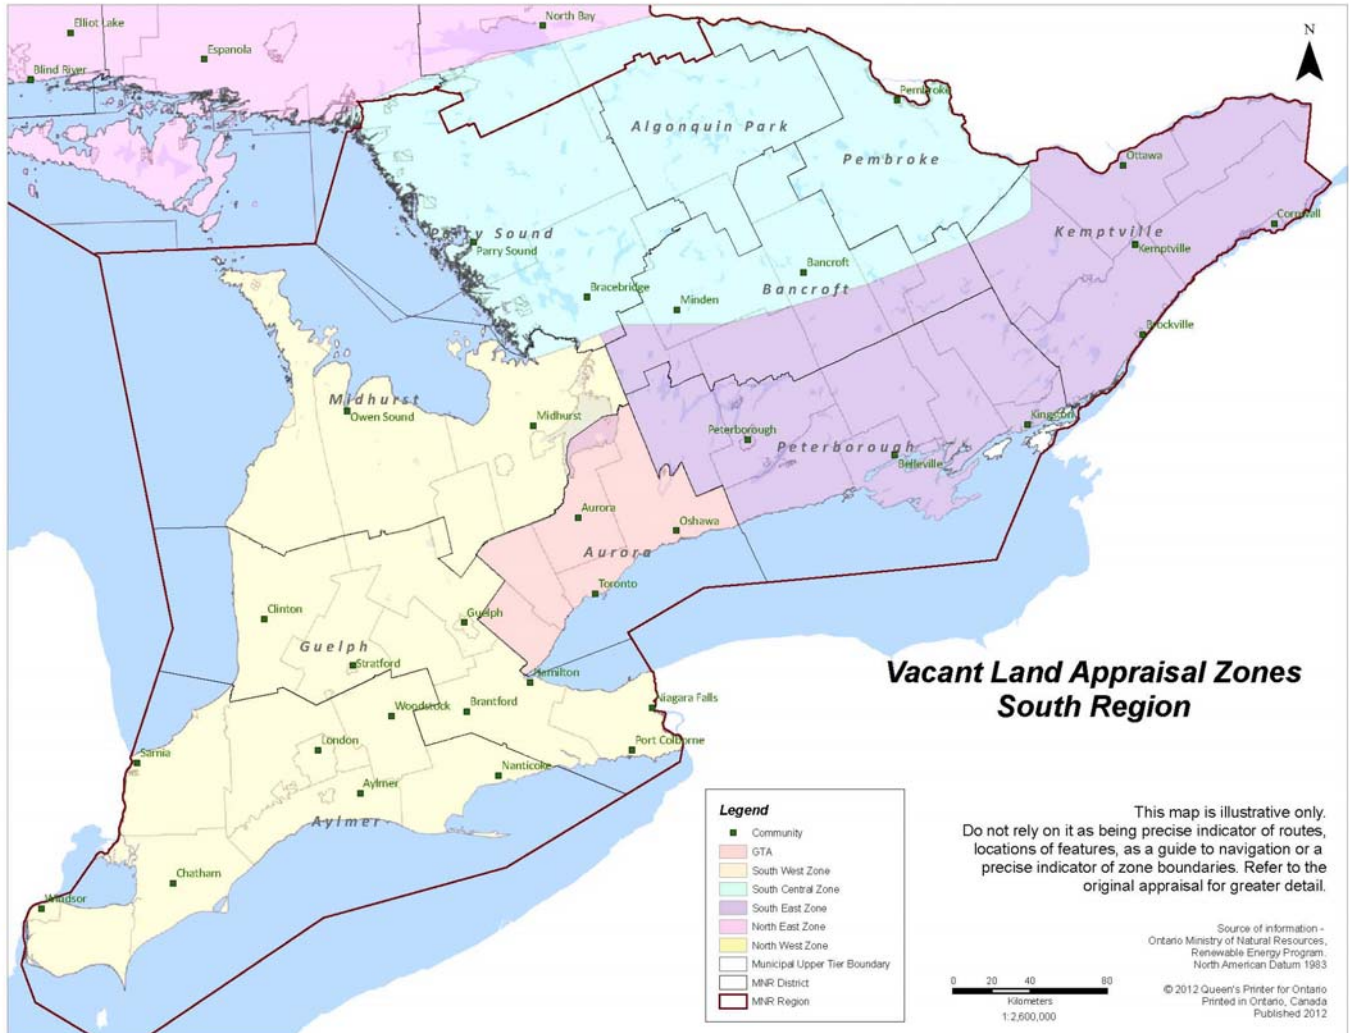 Elliot Lake
North Bay
Espanola
Blind River
N
Pembroke
Algonquin Park
Pembroke
Ottawa
Parry Sound
Parry Sound
Cornwall
Kemptville
Kemptville
Bancroft
Bancroft
Bracebridge
Minden
Brockville
Midhurst
Owen Sound
Midhurst
Kingston
Peterborough
Peterborough
Belleville
Aurora
Oshawa
Aurora
Toronto
Clinton
Guelph
Guelph
Stratford
Hamilton
Vacant Land Appraisal Zones
South Region
Woodstock
Brantford
Niagara Falls
London
Port Colborne
Sarnia
Nanticoke
Aylmer
Aylmer
Chatham
Windsor
Legend
Community
GTA
South West Zone
South Central Zone
South East Zone
North East Zone
North West Zone
Municipal Upper Tier Boundary
MNR District
MNR Region
This map is illustrative only.
Do not rely on it as being precise indicator of routes,
locations of features, as a guide to navigation or a
precise indicator of zone boundaries. Refer to the
original appraisal for greater detail.
Source of information -
Ontario Ministry of Natural Resources,
Renewable Energy Program.
North American Datum 1983
0 20 40 80
Kilometers
1:2,600,000
© 2012 Queen's Printer for Ontario
Printed in Ontario, Canada
Published 2012